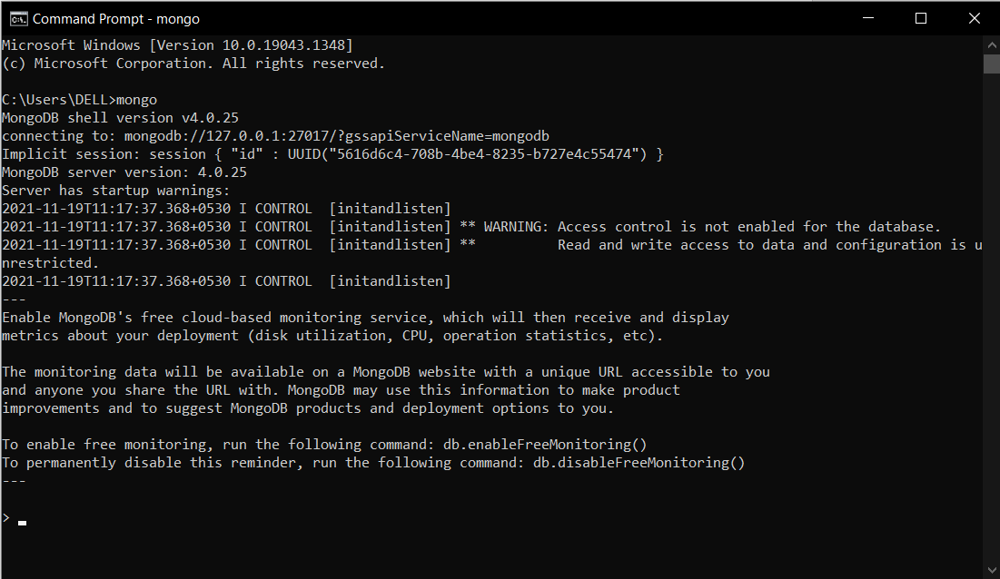 Command Prompt - mongo
Microsoft Windows [Version 10.0.19043.1348]
(c) Microsoft Corporation. All rights reserved.
C:\Users\DELL>mongo
MongoDB shell version v4.0.25
connecting to: mongodb://127.0.0.1:27017/?gssapiServiceName=mongodb
Implicit session: session { "id" : UUID("5616d6c4-708b-4be4-8235-b727e4c55474") }
MongoDB server version: 4.0.25
Server has startup warnings:
2021-11-19T11:17:37.368+0530 I CONTROL  [initandlisten]
2021-11-19T11:17:37.368+0530 I CONTROL  [initandlisten] ** WARNING: Access control is not enabled for the database.
2021-11-19T11:17:37.368+0530 I CONTROL  [initandlisten] **          Read and write access to data and configuration is u
nrestricted.
2021-11-19T11:17:37.368+0530 I CONTROL  [initandlisten]
---
Enable MongoDB's free cloud-based monitoring service, which will then receive and display
metrics about your deployment (disk utilization, CPU, operation statistics, etc).
The monitoring data will be available on a MongoDB website with a unique URL accessible to you
and anyone you share the URL with. MongoDB may use this information to make product
improvements and to suggest MongoDB products and deployment options to you.
To enable free monitoring, run the following command: db.enableFreeMonitoring()
To permanently disable this reminder, run the following command: db.disableFreeMonitoring()
---
>